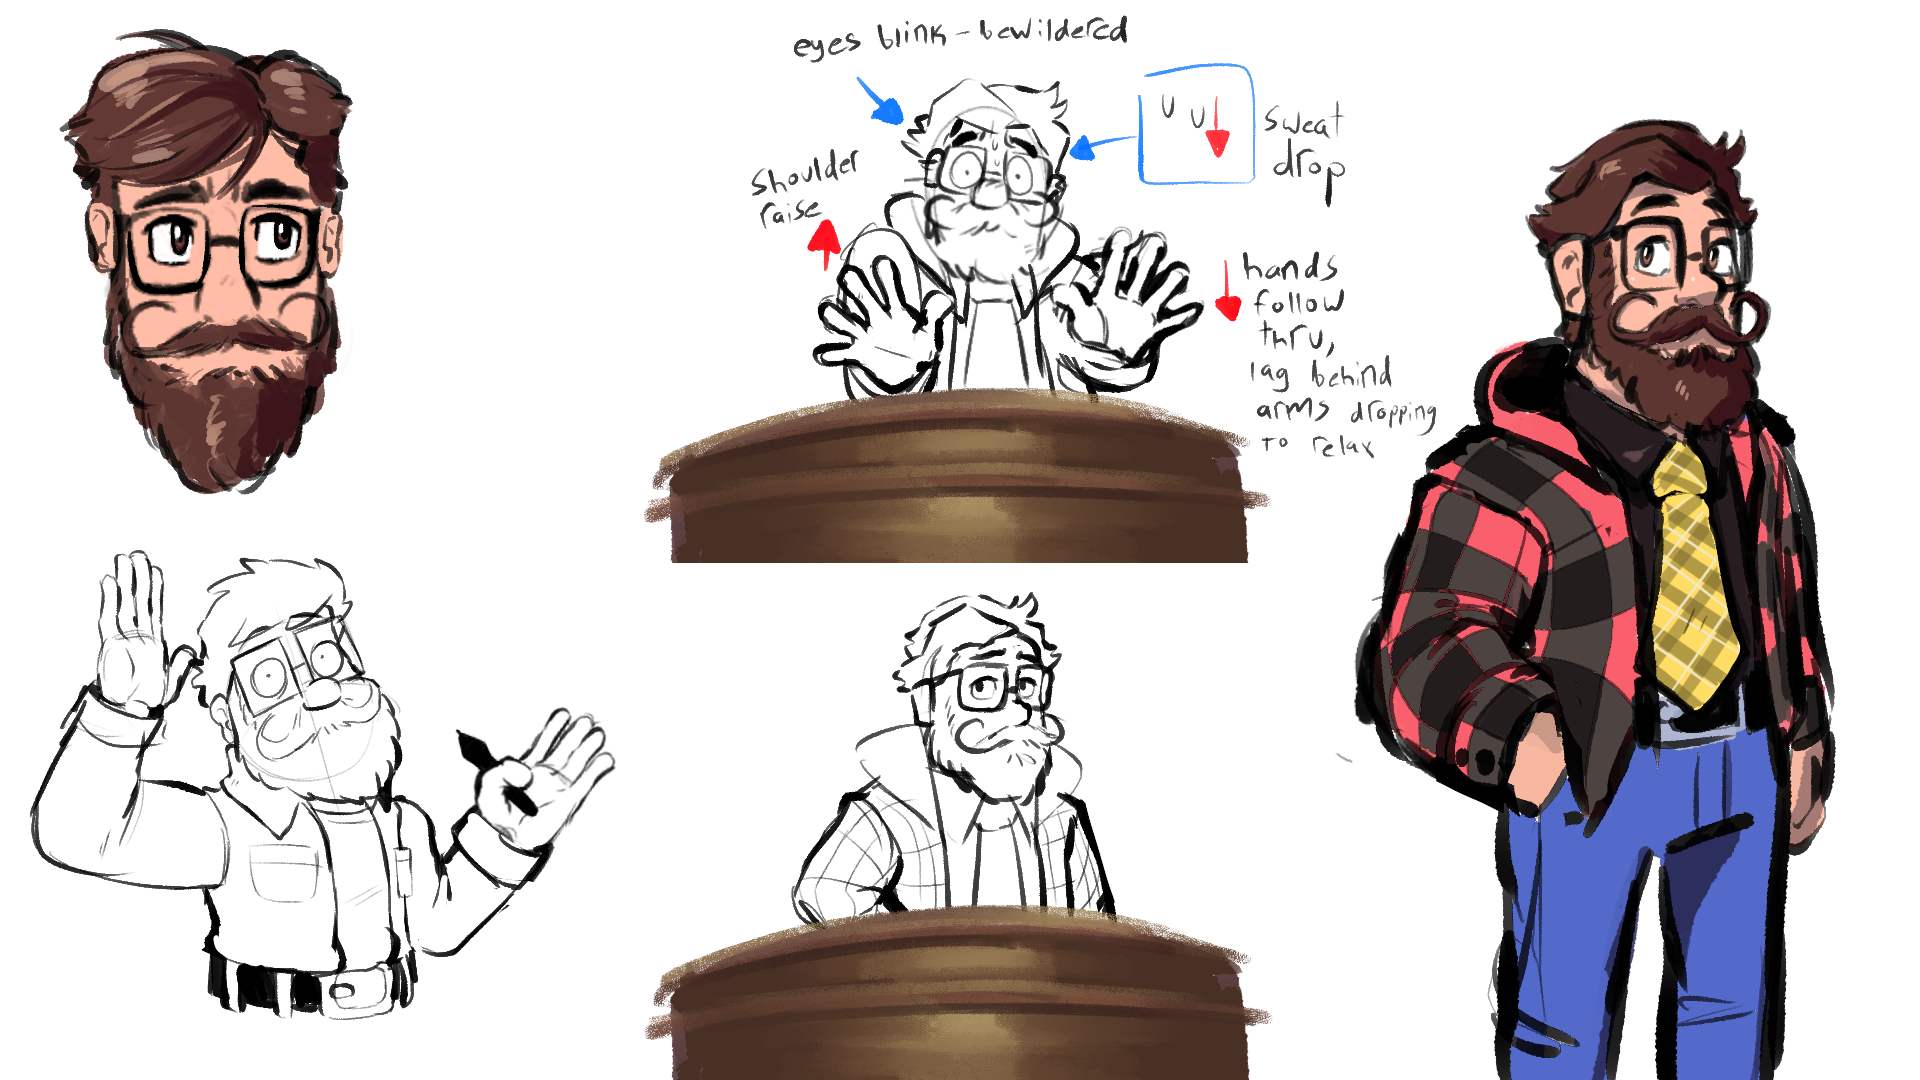 eyes blink - bewildered
shoulder
raise
sweat
drop
hands
follow
thru,
lag behind
arms dropping
to relax